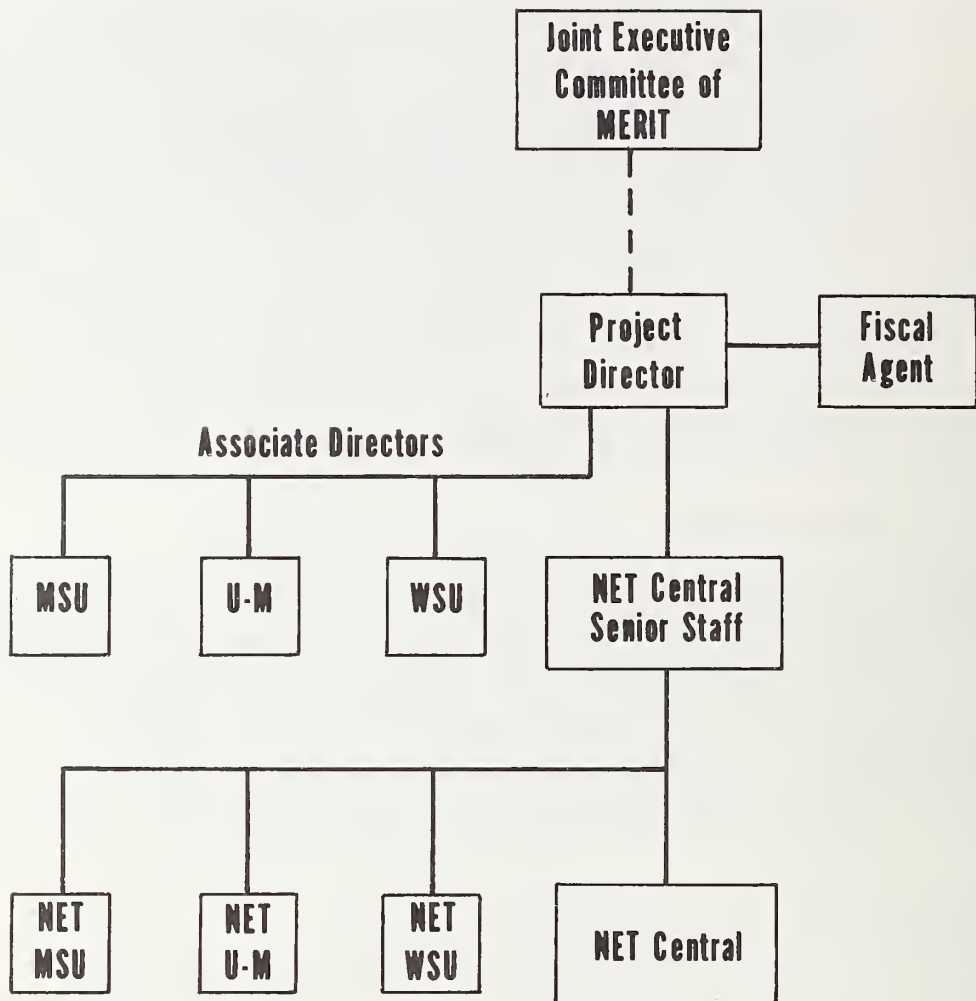 Joint Executive
Committee of
MERIT
Project
Director
Fiscal
Agent
Associate Directors
MSU
U-M
WSU
NET Central
Senior Staff
NET
MSU
NET
U-M
NET
WSU
NET Central